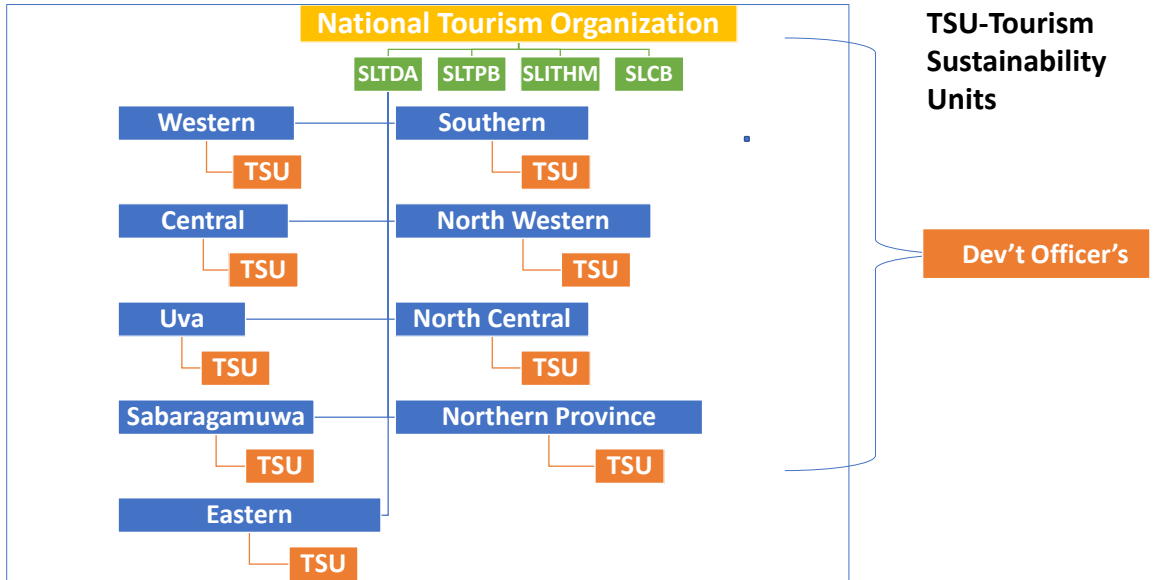 National Tourism Organization
TSU-Tourism
Sustainability
Units
SLTDA SLTPB SLITHM SLCB
Western Southern
TSU TSU
Central North Western
TSU TSU
Dev't Officer's
Uva North Central
TSU TSU
Sabaragamuwa Northern Province
TSU TSU
Eastern
TSU